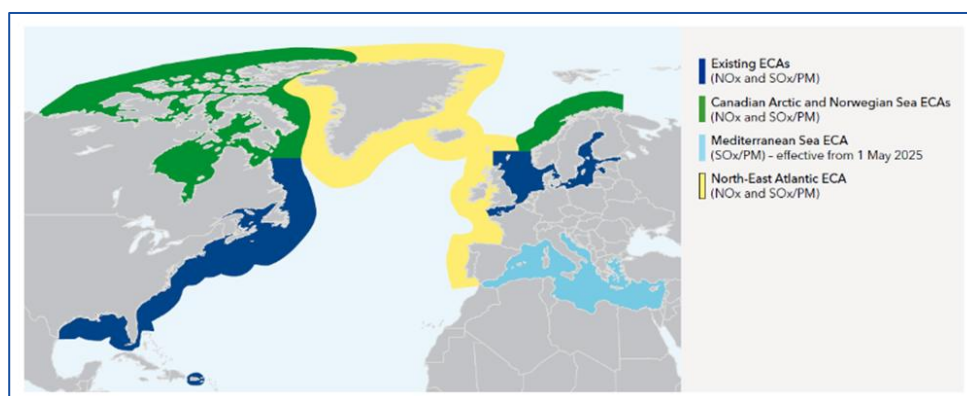 Existing ECAs
(NOx and SOx/PM)
Canadian Arctic and Norwegian Sea ECAs
(NOx and SOx/PM)
Mediterranean Sea ECA
(SOx/PM) – effective from 1 May 2025
North-East Atlantic ECA
(NOx and SOx/PM)